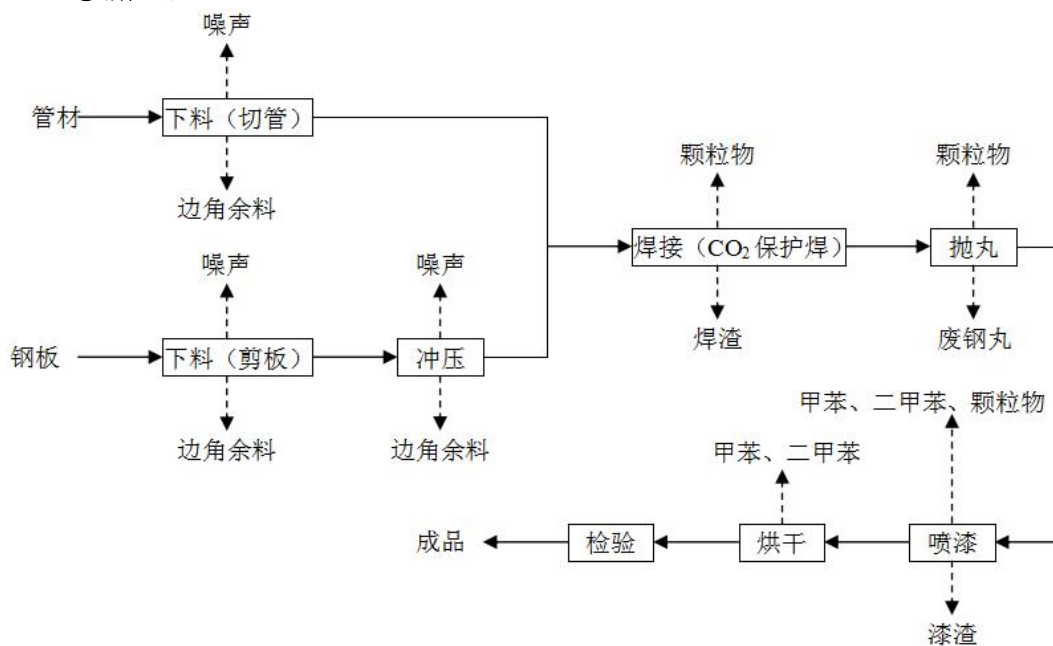 噪声
管材
下料（切管）
边角余料
颗粒物
颗粒物
焊接（CO₂保护焊）
抛丸
焊渣
废钢丸
噪声
噪声
钢板
下料（剪板）
冲压
边角余料
边角余料
甲苯、二甲苯、颗粒物
甲苯、二甲苯
成品
检验
烘干
喷漆
漆渣